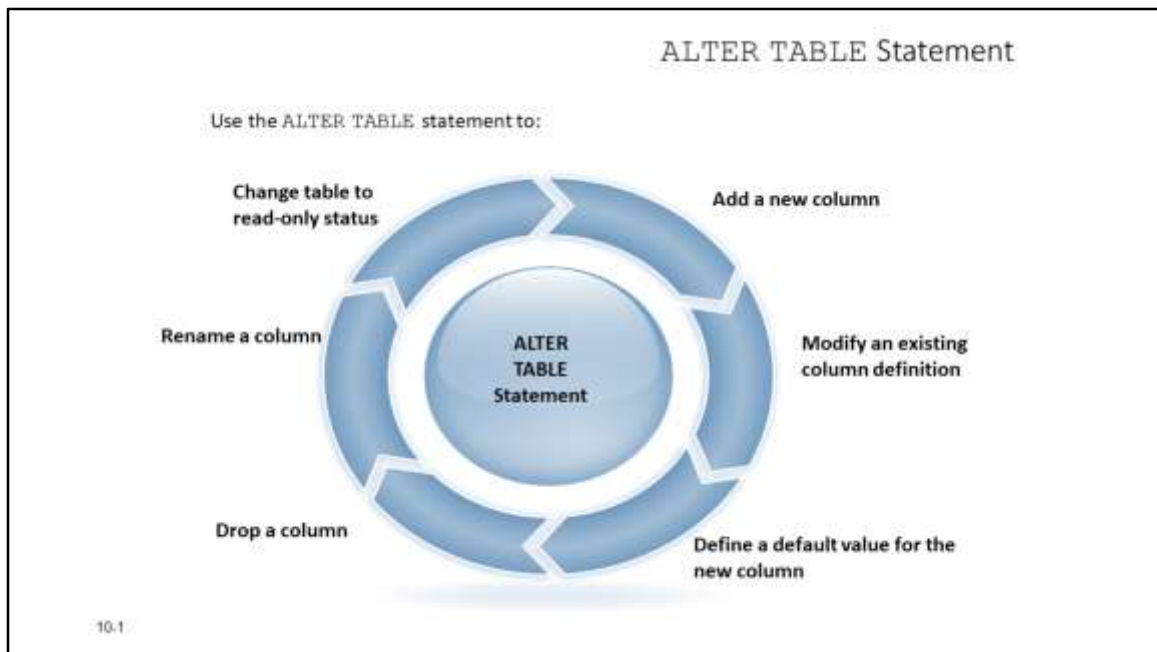 ALTER TABLE Statement
Use the ALTER TABLE statement to:
Change table to
read-only status
Add a new column
Rename a column
ALTER
TABLE
Statement
Modify an existing
column definition
Drop a column
Define a default value for the
new column
10-1